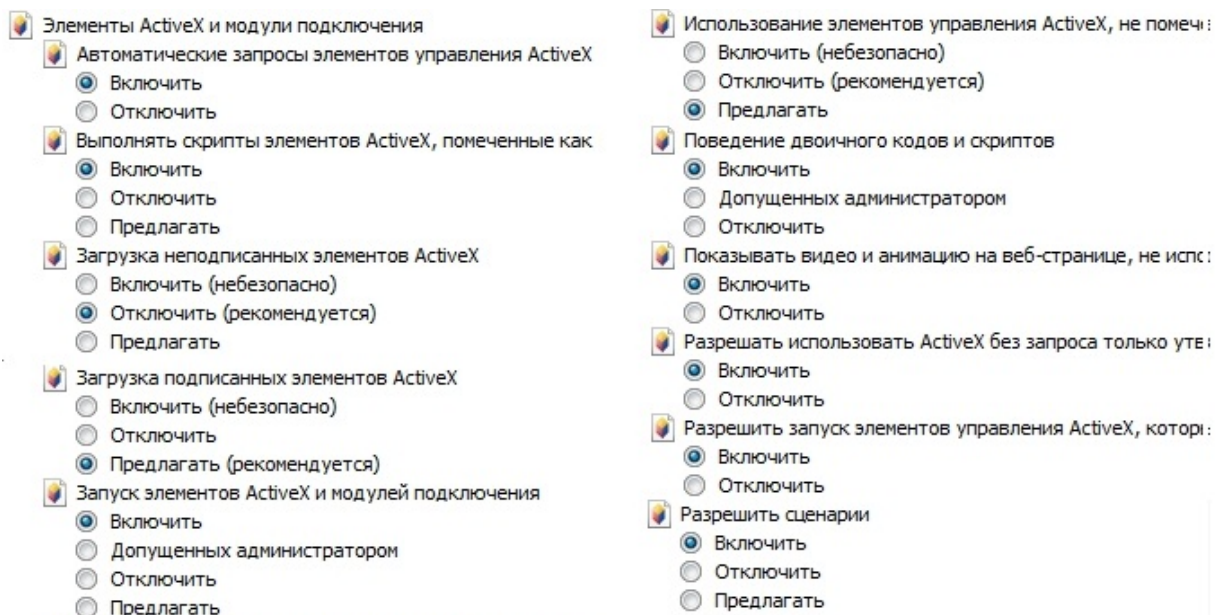 Элементы ActiveX и модули подключения
Автоматические запросы элементов управления ActiveX
Включить
Отключить
Выполнять скрипты элементов ActiveX, помеченные как
Включить
Отключить
Предлагать
Загрузка неподписанных элементов ActiveX
Включить (небезопасно)
Отключить (рекомендуется)
Предлагать
Загрузка подписанных элементов ActiveX
Включить (небезопасно)
Отключить
Предлагать (рекомендуется)
Запуск элементов ActiveX и модулей подключения
Включить
Допущенных администратором
Отключить
Предлагать
Использование элементов управления ActiveX, не
Включить (небезопасно)
Отключить (рекомендуется)
Предлагать
Поведение двоичного кодов и скриптов
Включить
Допущенных администратором
Отключить
Показывать видео и анимацию на веб-странице, не
Включить
Отключить
Разрешать использовать ActiveX без запроса только
Включить
Отключить
Разрешить запуск элементов управления ActiveX,
Включить
Отключить
Разрешить сценарии
Включить
Отключить
Предлагать